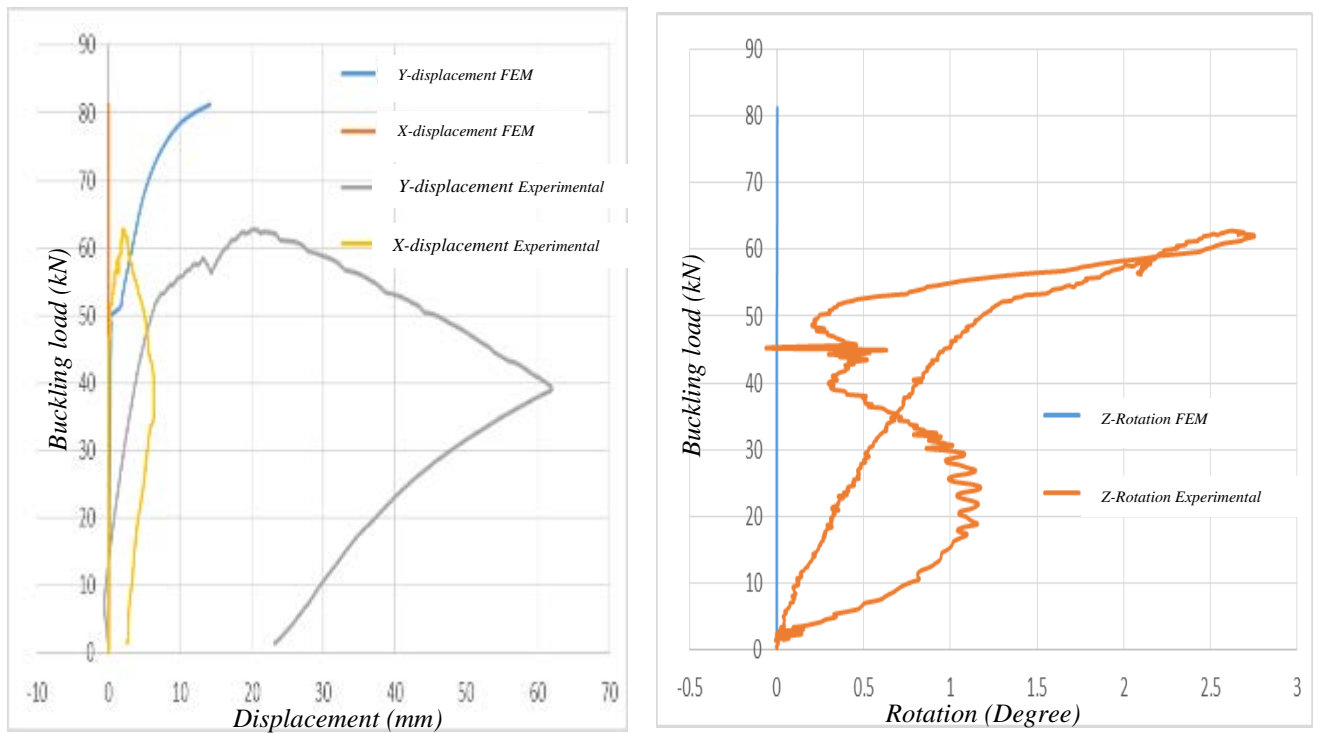 90
80
70
60
50
40
30
20
10
0
-10 0 10 20 30 40 50 60 70
Buckling load (kN)
Displacement (mm)
Y-displacement FEM
X-displacement FEM
Y-displacement Experimental
X-displacement Experimental
90
80
70
60
50
40
30
20
10
0
-0.5 0 0.5 1 1.5 2 2.5 3
Buckling load (kN)
Rotation (Degree)
Z-Rotation FEM
Z-Rotation Experimental